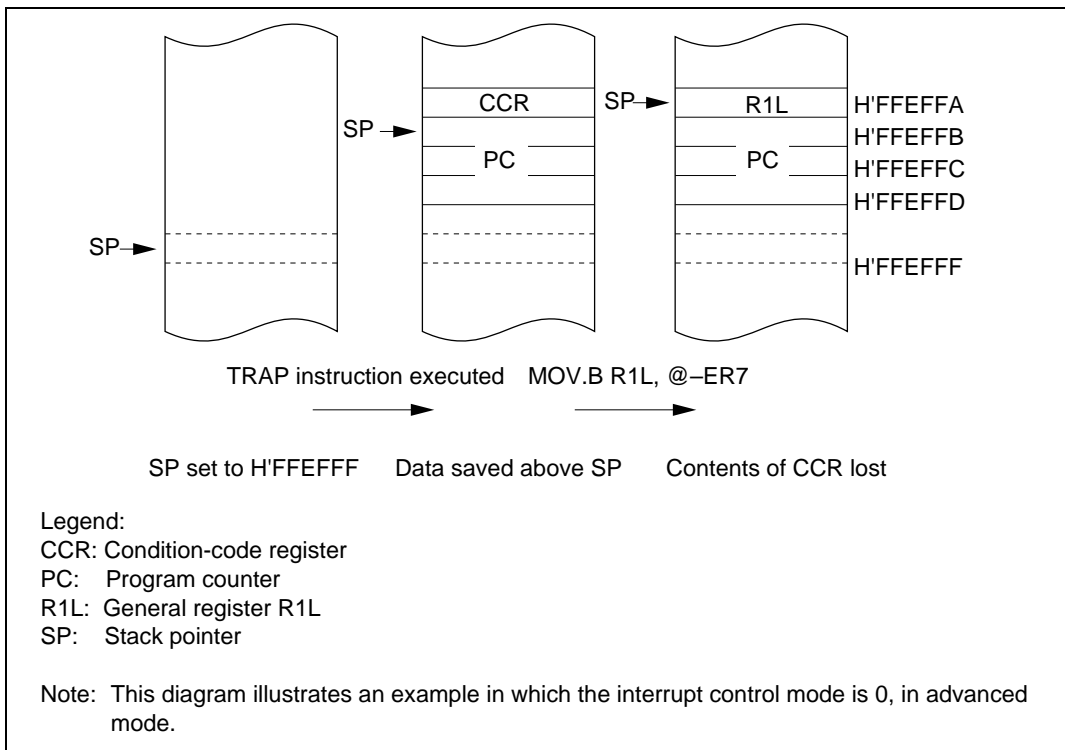 CCR
SP
R1L
H'FFEFFA
SP
H'FFEFFB
PC
PC
H'FFEFFC
H'FFEFFD
SP
H'FFEFFF
TRAP instruction executed
MOV.B R1L, @–ER7
SP set to H'FFEFFF
Data saved above SP
Contents of CCR lost
Legend:
CCR: Condition-code register
PC: Program counter
R1L: General register R1L
SP: Stack pointer
Note: This diagram illustrates an example in which the interrupt control mode is 0, in advanced
mode.